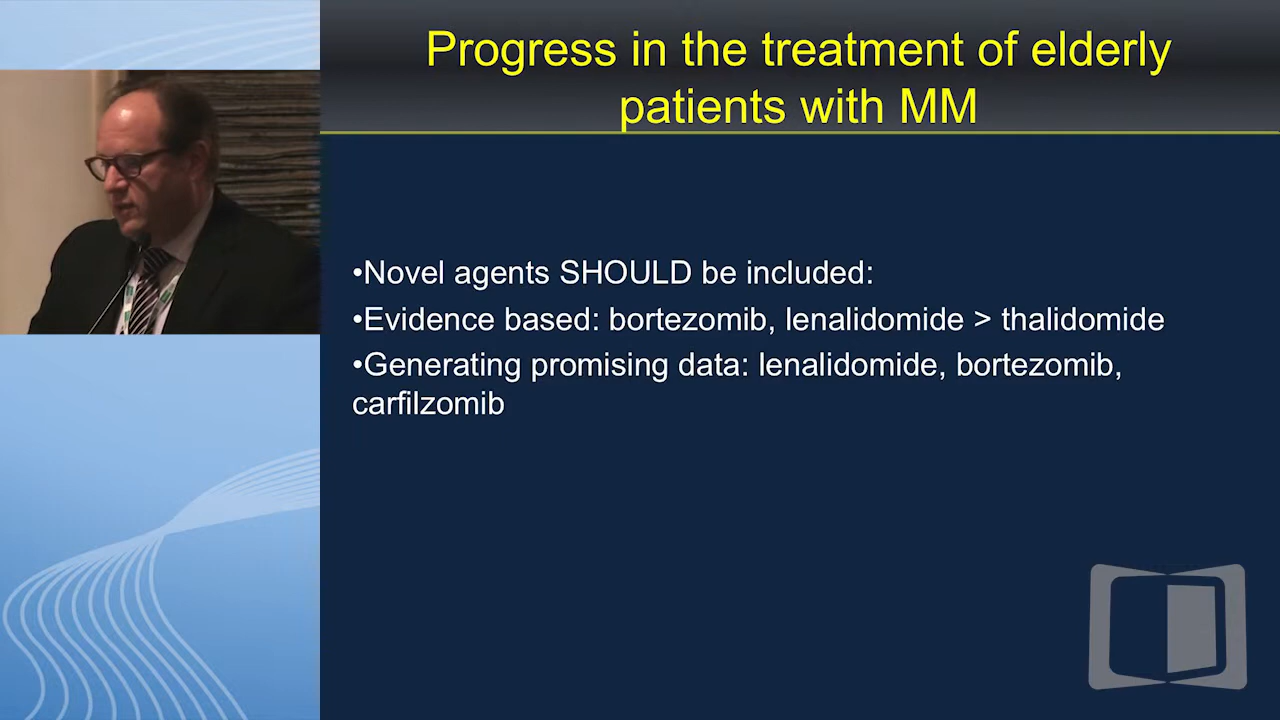 Progress in the treatment of elderly
patients with MM
•Novel agents SHOULD be included:
•Evidence based: bortezomib, lenalidomide > thalidomide
•Generating promising data: lenalidomide, bortezomib,
carfilzomib